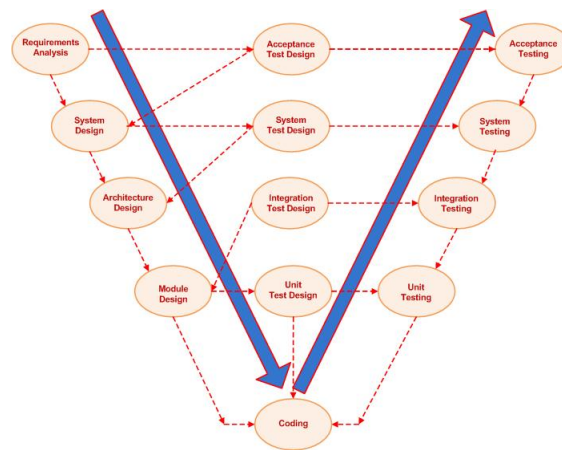 Requirements
Analysis
Acceptance
Test Design
Acceptance
Testing
System
Design
System
Test Design
System
Testing
Architecture
Design
Integration
Test Design
Integration
Testing
Module
Design
Unit
Test Design
Unit
Testing
Coding